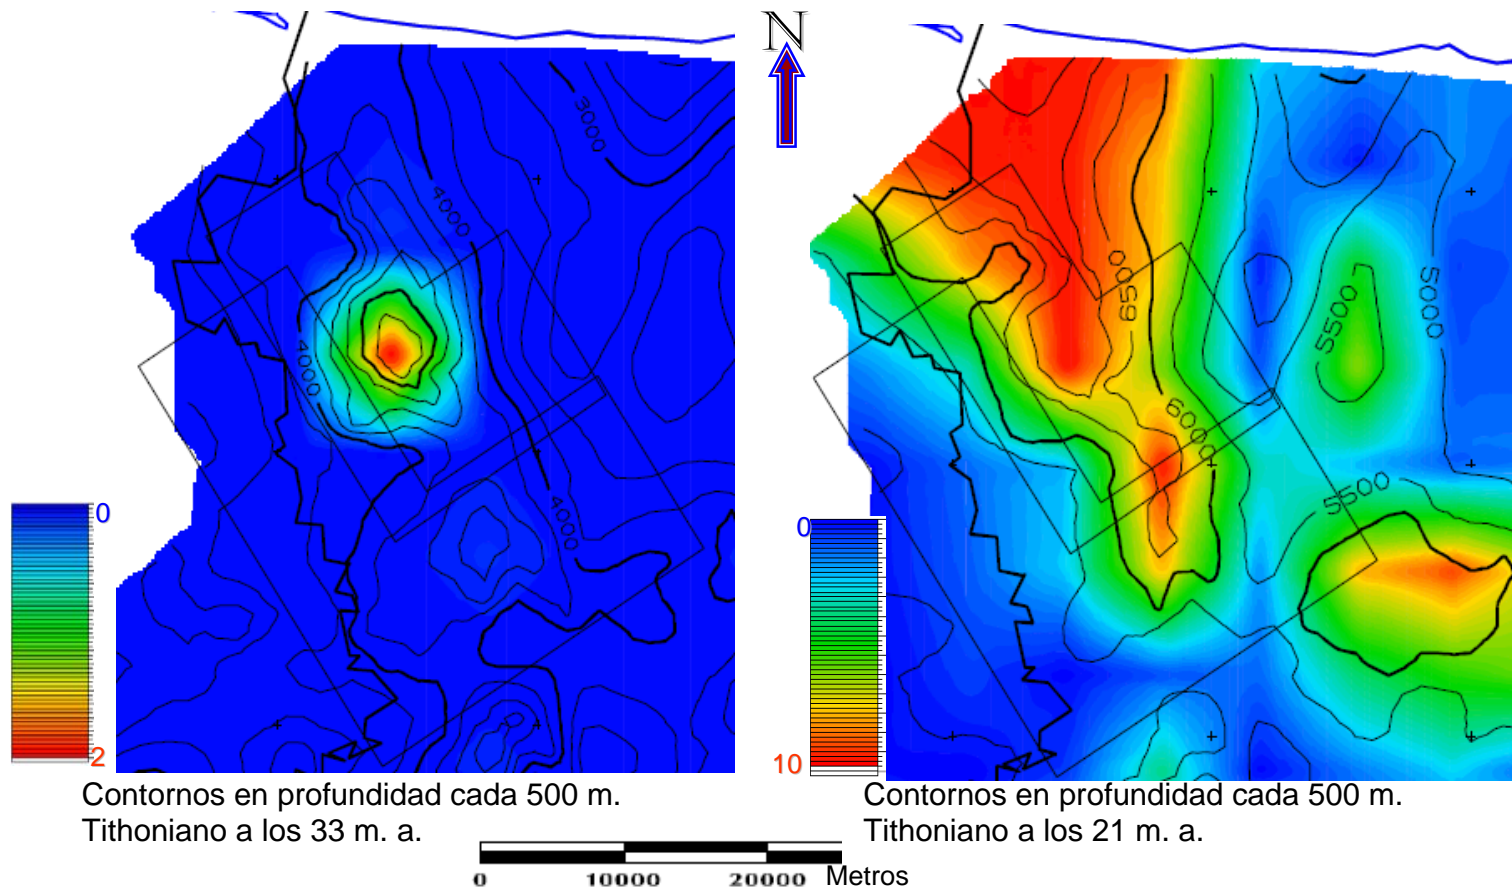 N
3000
4000
4000
4000
0
2
6500
6000
5500
5000
5500
0
10
Contornos en profundidad cada 500 m.
Tithoniano a los 33 m. a.
Contornos en profundidad cada 500 m.
Tithoniano a los 21 m. a.
0 10000 20000 Metros